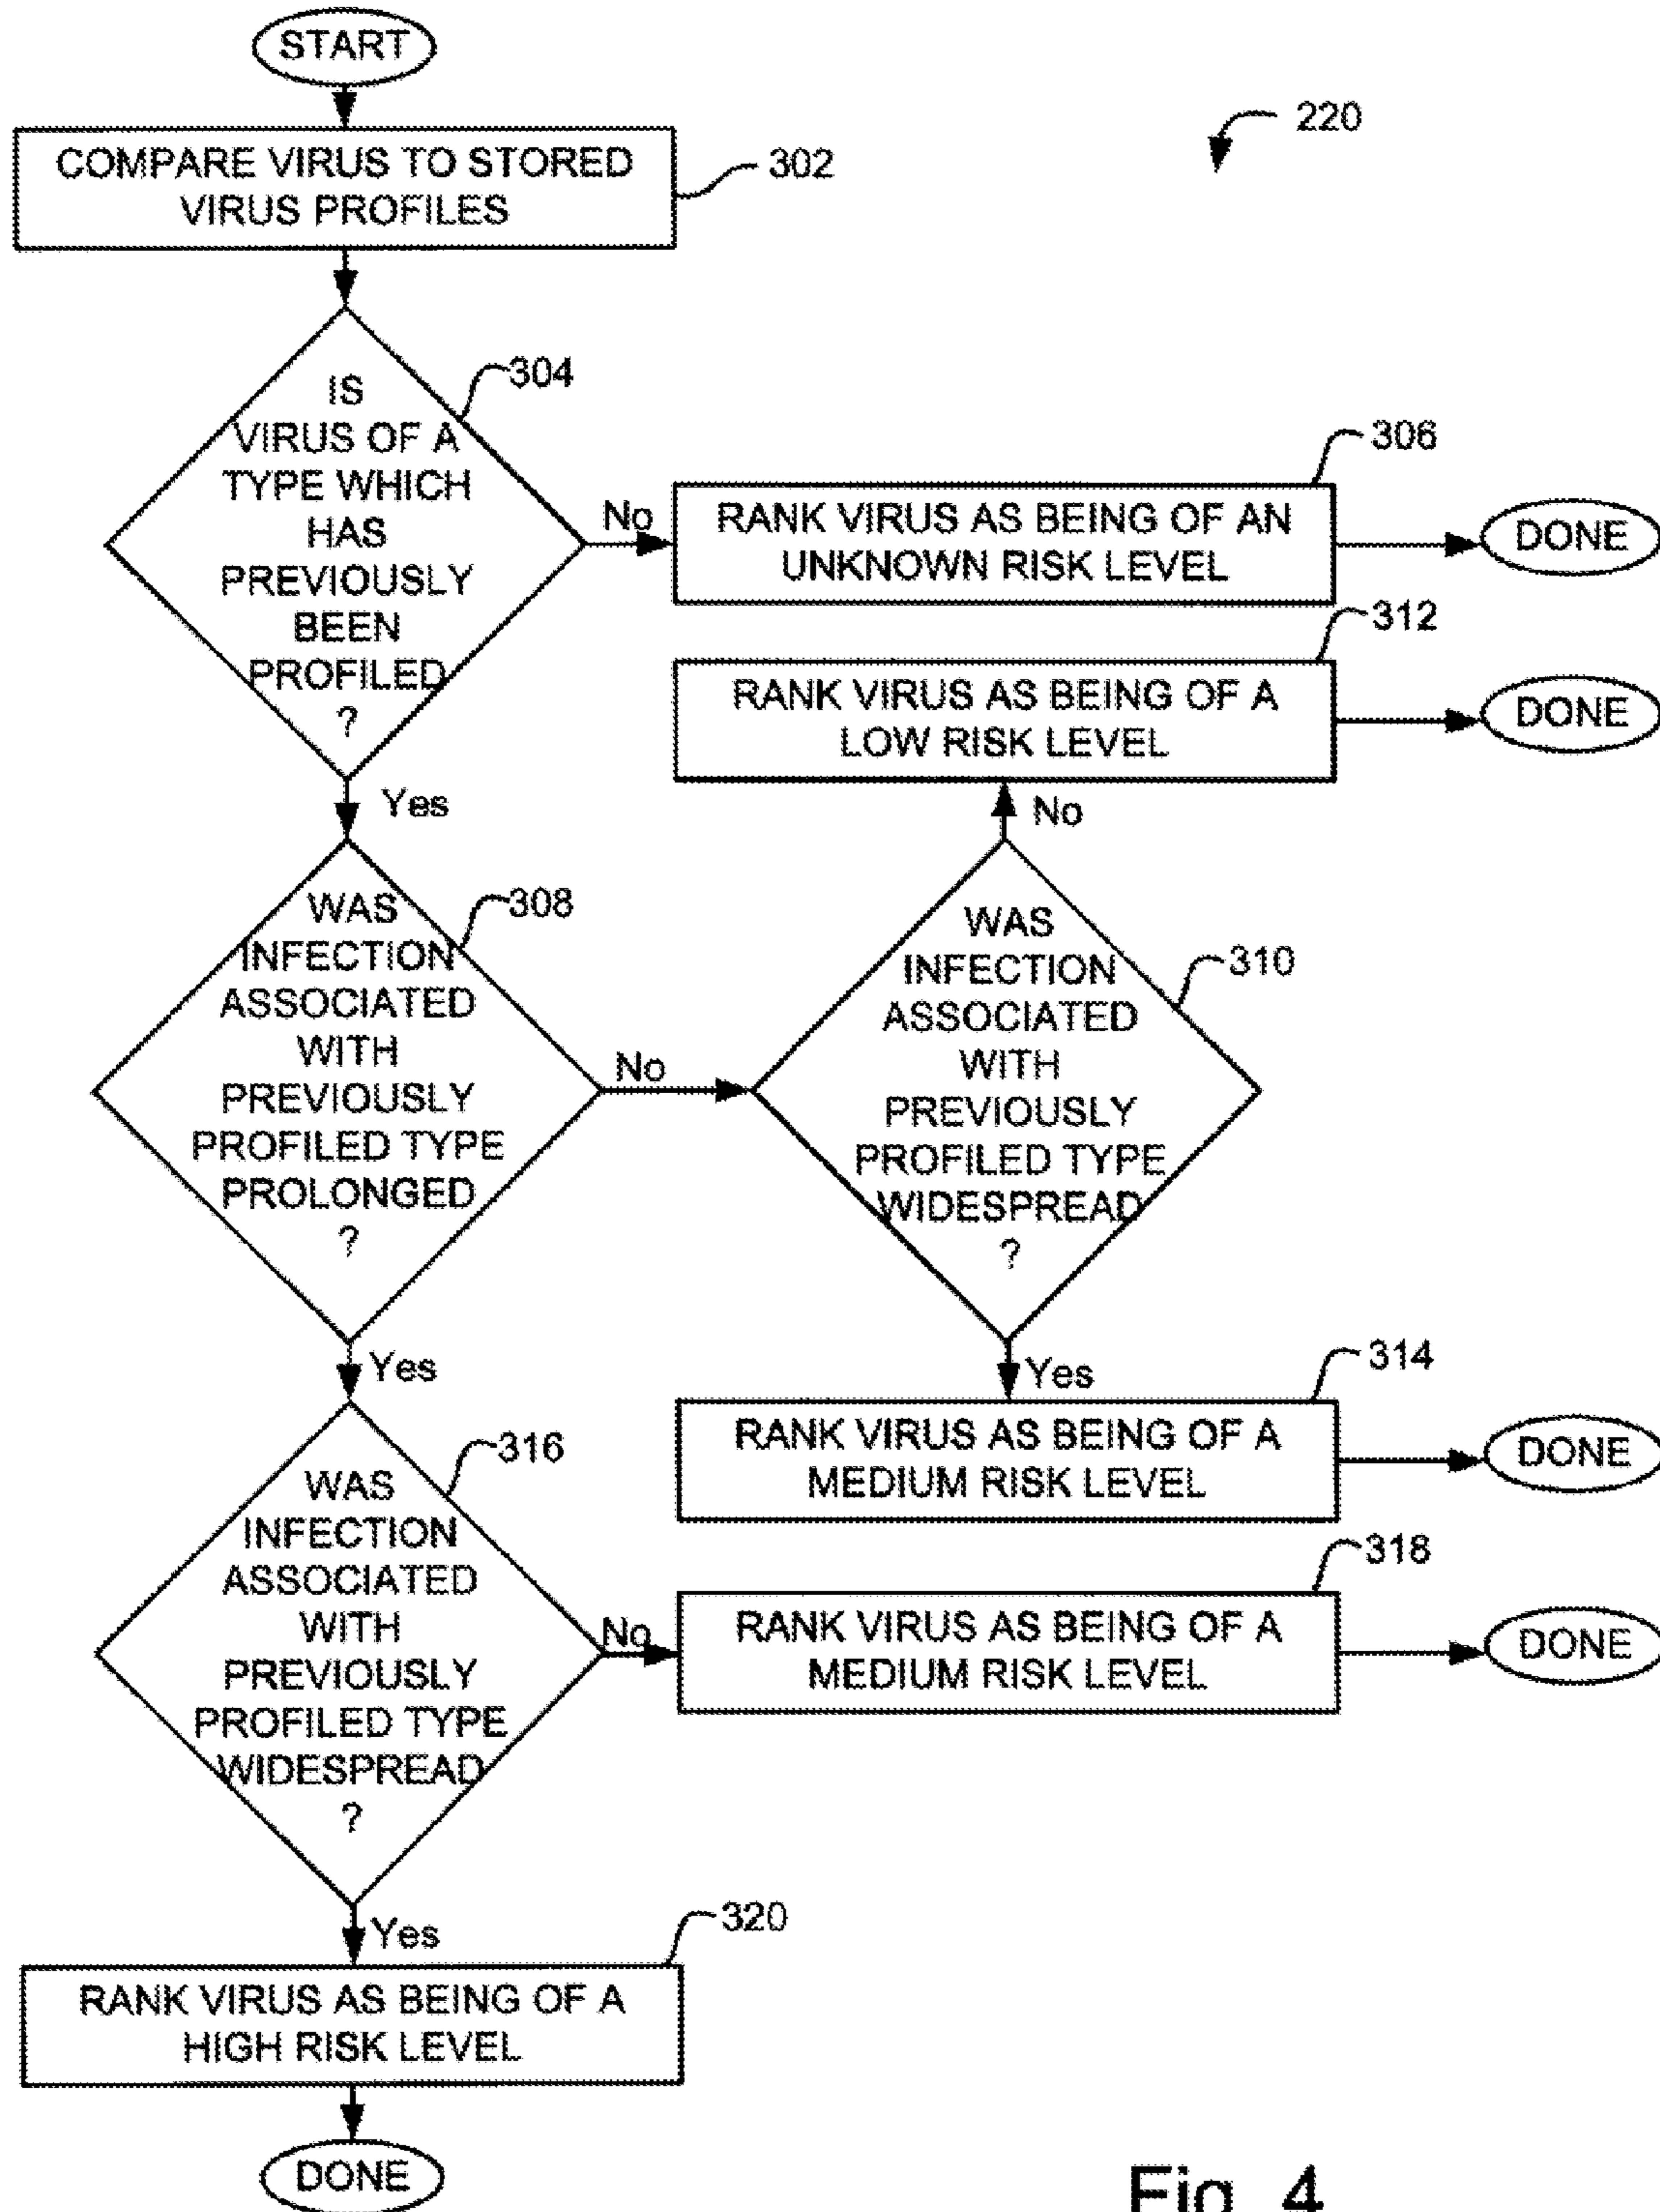 START
220
COMPARE VIRUS TO STORED
VIRUS PROFILES
302
IS
VIRUS OF A
TYPE WHICH
HAS
PREVIOUSLY
BEEN
PROFILED
?
304
No
RANK VIRUS AS BEING OF AN
UNKNOWN RISK LEVEL
306
DONE
312
RANK VIRUS AS BEING OF A
LOW RISK LEVEL
DONE
Yes
No
WAS
INFECTION
ASSOCIATED
WITH
PREVIOUSLY
PROFILED TYPE
PROLONGED
?
308
No
WAS
INFECTION
ASSOCIATED
WITH
PREVIOUSLY
PROFILED TYPE
WIDESPREAD
?
310
Yes
Yes
314
RANK VIRUS AS BEING OF A
MEDIUM RISK LEVEL
DONE
WAS
INFECTION
ASSOCIATED
WITH
PREVIOUSLY
PROFILED TYPE
WIDESPREAD
?
316
No
318
RANK VIRUS AS BEING OF A
MEDIUM RISK LEVEL
DONE
Yes
320
RANK VIRUS AS BEING OF A
HIGH RISK LEVEL
DONE
Fig. 4